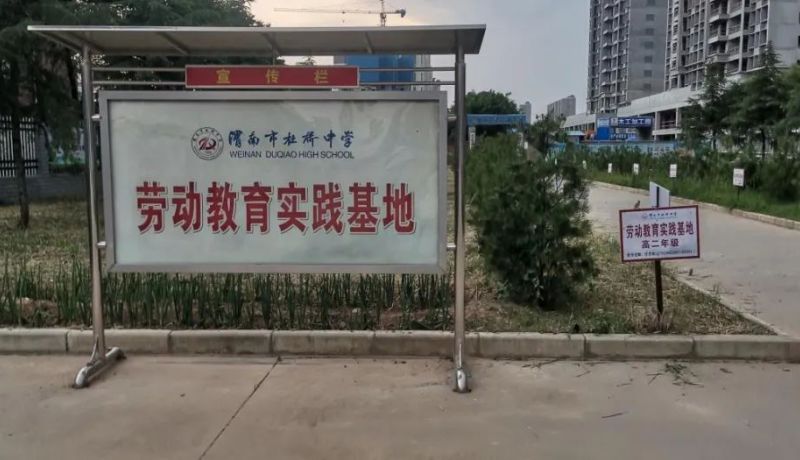 宣传栏
渭南市杜桥中学
WEINAN DUQIAO HIGH SCHOOL
劳动教育实践基地
劳动教育实践基地
高二年级